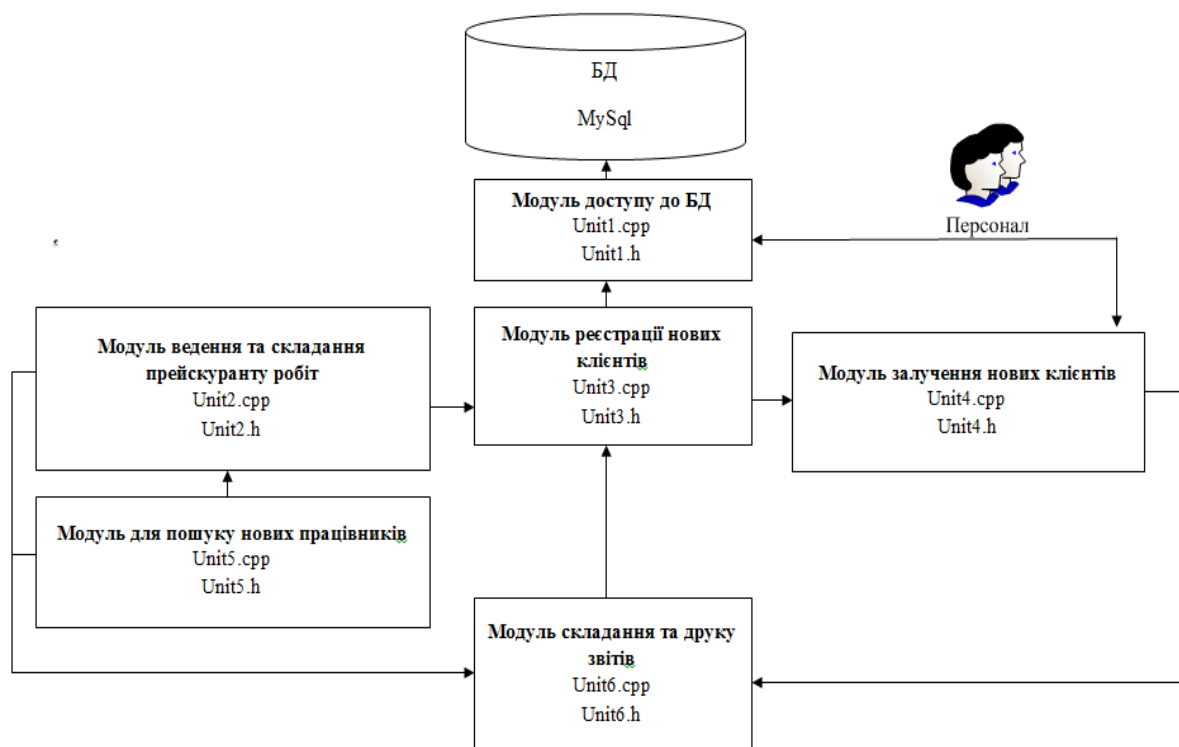 БД
MySql
Модуль доступу до БД
Unit1.cpp
Unit1.h
Персонал
є
Модуль ведення та складання
прейскуранту робіт
Unit2.cpp
Unit2.h
Модуль реєстрації нових
клієнтів
Unit3.cpp
Unit3.h
Модуль залучення нових клієнтів
Unit4.cpp
Unit4.h
Модуль для пошуку нових працівників
Unit5.cpp
Unit5.h
Модуль складання та друку
звітів
Unit6.cpp
Unit6.h